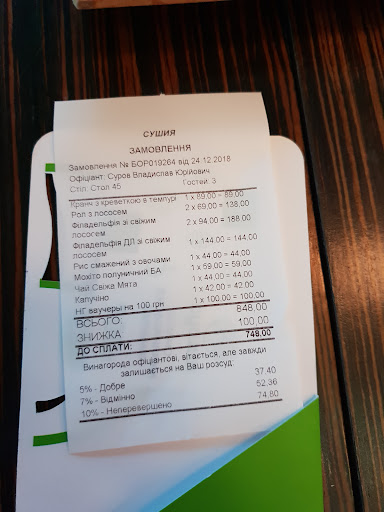 СУШИЯ
ЗАМОВЛЕННЯ
Замовлення № БОР019264 від 24.12.2018
Офіціант: Суров Владислав Юрійович
Стіл: Стол 45 Гостей: 3
Кранч з креветкою в темпурі 1 x 89,00 = 89,00
Рол з лососем 2 x 69,00 = 138,00
Філадельфія зі свіжим 2 x 94,00 = 188,00
лососем
Філадельфія ДЛ зі свіжим 1 x 144,00 = 144,00
лососем
Рис смажений з овочами 1 x 44,00 = 44,00
Мохіто полуничний БА 1 x 59,00 = 59,00
Чай Свіжа Мята 1 x 44,00 = 44,00
Капучіно 1 x 42,00 = 42,00
НГ ваучеры на 100 грн 1 x 100,00 = 100,00
ВСЬОГО: 848,00
ЗНИЖКА 100,00
ДО СПЛАТИ: 748,00
Винагорода офіціантові, вітається, але завжди
залишається на Ваш розсуд:
5% - Добре 37,40
7% - Відмінно 52,36
10% - Неперевершено 74,80